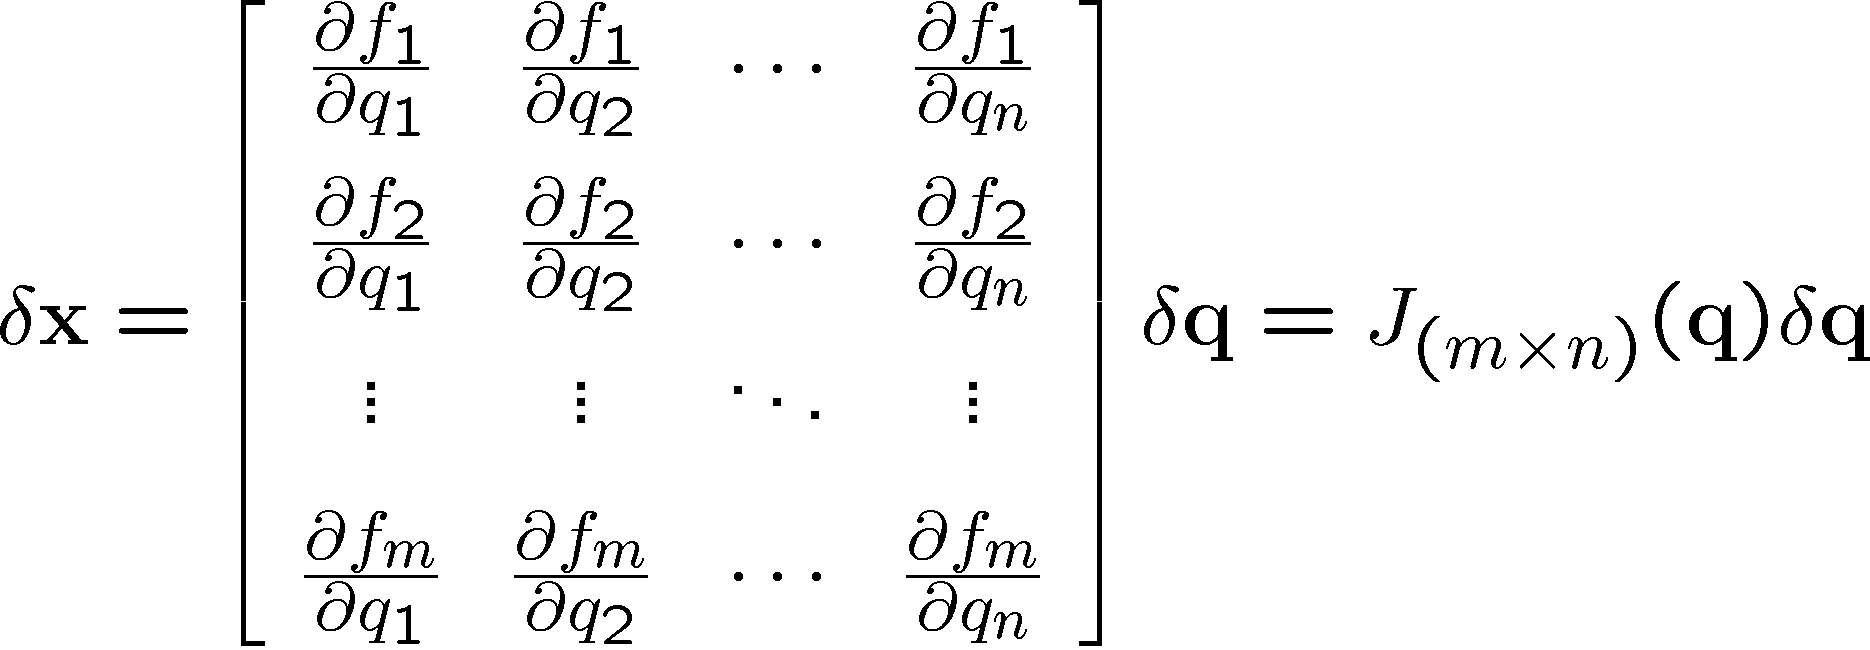 δx = [ ∂f₁/∂q₁ ∂f₁/∂q₂ ⋯ ∂f₁/∂qₙ
∂f₂/∂q₁ ∂f₂/∂q₂ ⋯ ∂f₂/∂qₙ
⋮ ⋮ ⋱ ⋮
∂fₘ/∂q₁ ∂fₘ/∂q₂ ⋯ ∂fₘ/∂qₙ ] δq = J₍ₘ×ₙ₎(q)δq